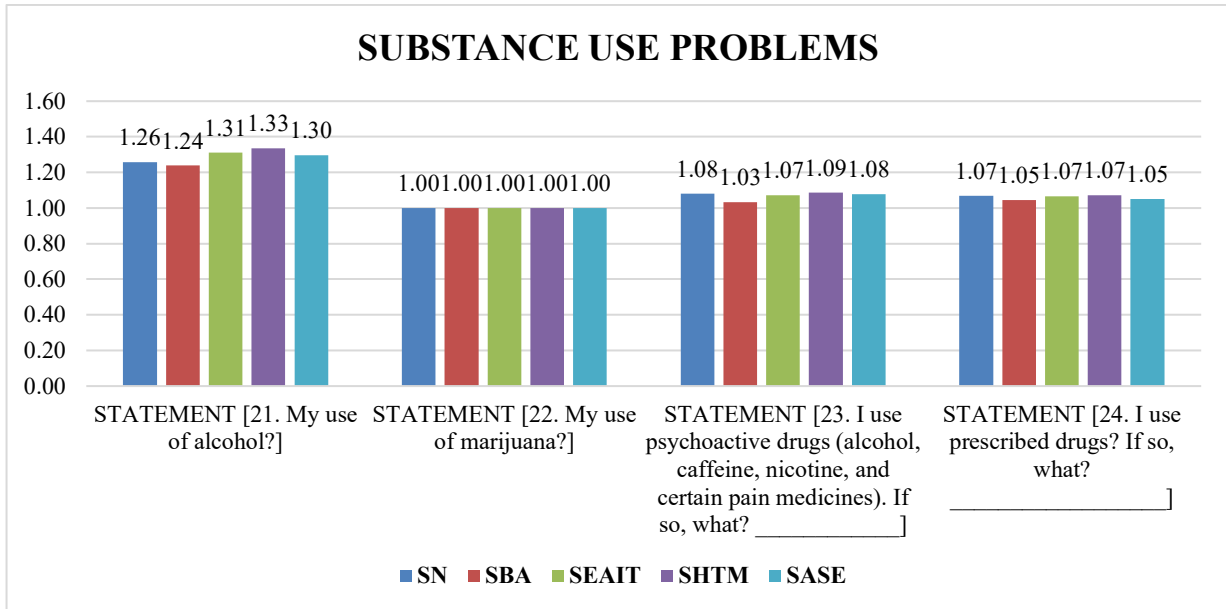 SUBSTANCE USE PROBLEMS
1.60
1.40
1.20
1.00
0.80
0.60
0.40
0.20
0.00
1.26 1.24 1.31 1.33 1.30
1.00 1.00 1.00 1.00 1.00
1.08 1.03 1.07 1.09 1.08
1.07 1.05 1.07 1.07 1.05
STATEMENT [21. My use
of alcohol?]
STATEMENT [22. My use
of marijuana?]
STATEMENT [23. I use
psychoactive drugs (alcohol,
caffeine, nicotine, and
certain pain medicines). If
so, what? _____________]
STATEMENT [24. I use
prescribed drugs? If so,
what?
____________________]
SN SBA SEAIT SHTM SASE